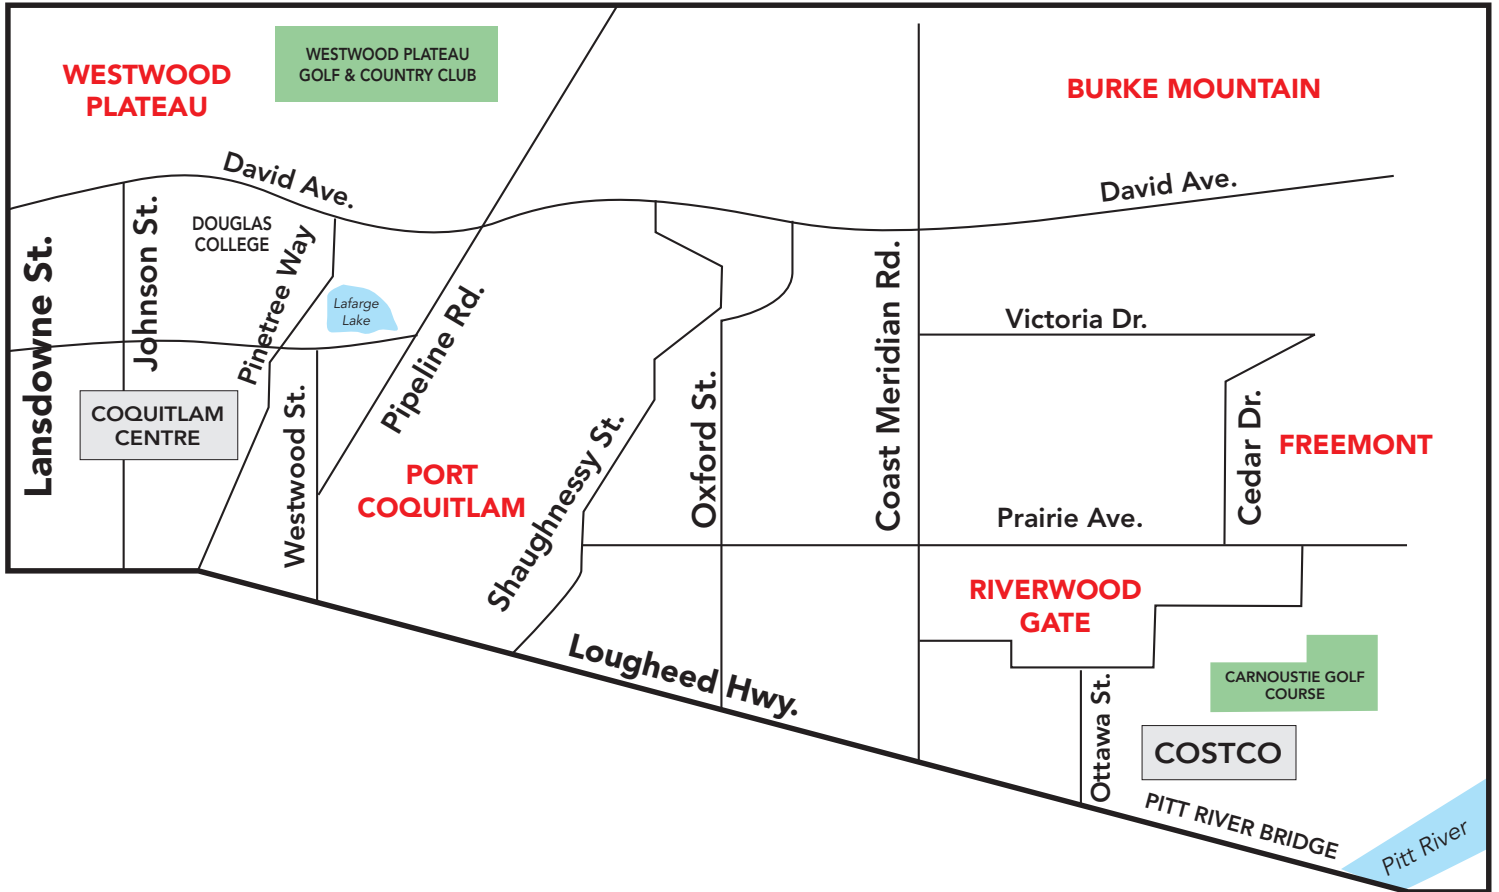 WESTWOOD PLATEAU
GOLF & COUNTRY CLUB
WESTWOOD
PLATEAU
BURKE MOUNTAIN
David Ave.
David Ave.
DOUGLAS
COLLEGE
Lansdowne St.
Johnson St.
Pinetree Way
Lafarge
Lake
Pipeline Rd.
Coast Meridian Rd.
Victoria Dr.
COQUITLAM
CENTRE
Westwood St.
PORT
COQUITLAM
Shaughnessy St.
Oxford St.
Cedar Dr.
FREEMONT
Prairie Ave.
RIVERWOOD
GATE
Lougheed Hwy.
Ottawa St.
CARNOUSTIE GOLF
COURSE
COSTCO
PITT RIVER BRIDGE
Pitt River